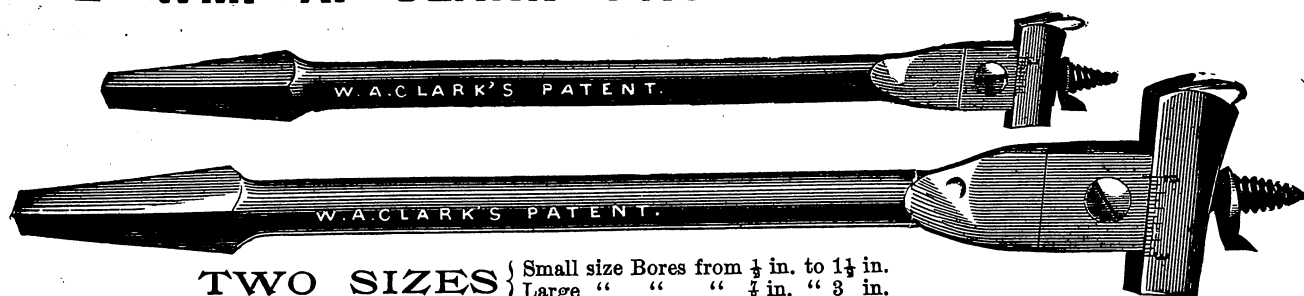 W.A.CLARK'S PATENT.
W.A.CLARK'S PATENT.
TWO SIZES { Small size Bores from ½ in. to 1½ in.
Large “ “ “ ⅞ in. “ 3 in.